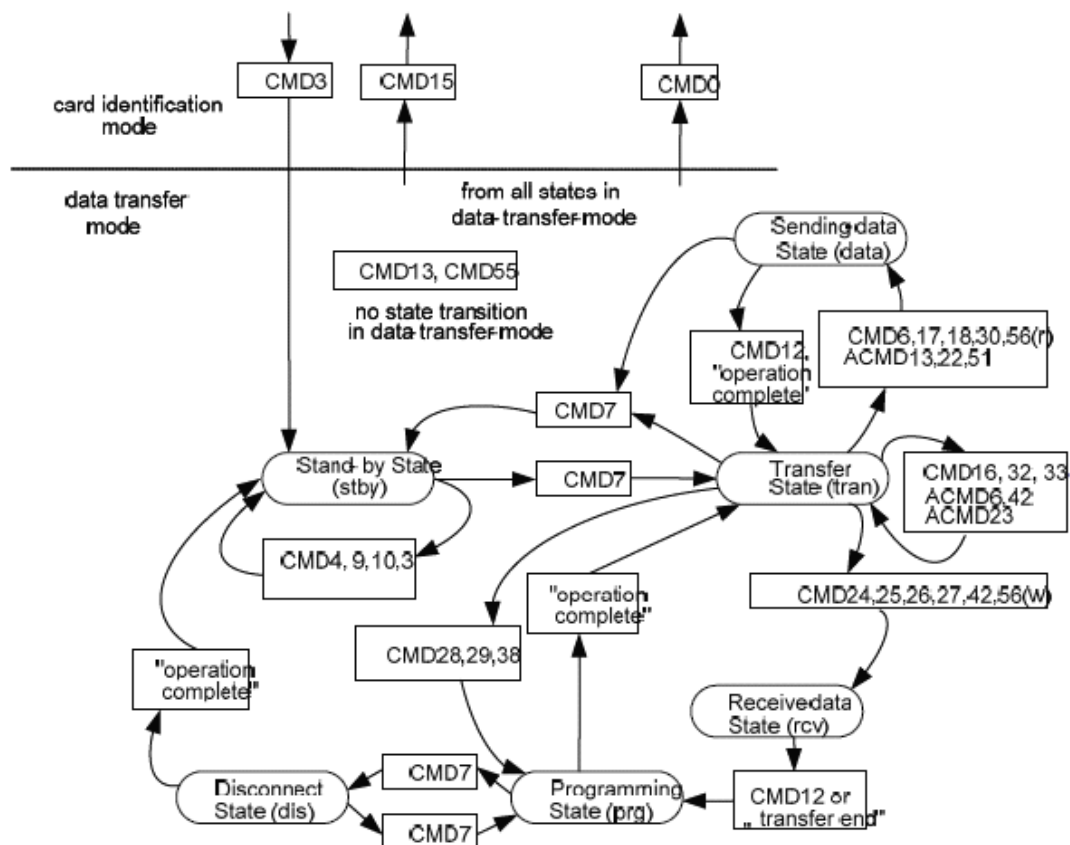 CMD3
CMD15
CMD0
card identification
mode
data transfer
mode
from all states in
data-transfer-mode
Sending data
State (data)
CMD13, CMD55
no state transition
in data-transfer-mode
CMD6,17,18,30,56(r)
ACMD13,22,51
CMD12,
"operation
complete"
CMD7
Stand-by State
(stby)
CMD7
Transfer
State (tran)
CMD16, 32, 33
ACMD6,42
ACMD23
CMD4, 9, 10, 3
"operation
complete"
CMD24,25,26,27,42,56(w)
CMD28,29,38
"operation
complete"
Receive data
State (rcv)
CMD7
Disconnect
State (dis)
Programming
State (prg)
CMD12 or
„ transfer end"
CMD7